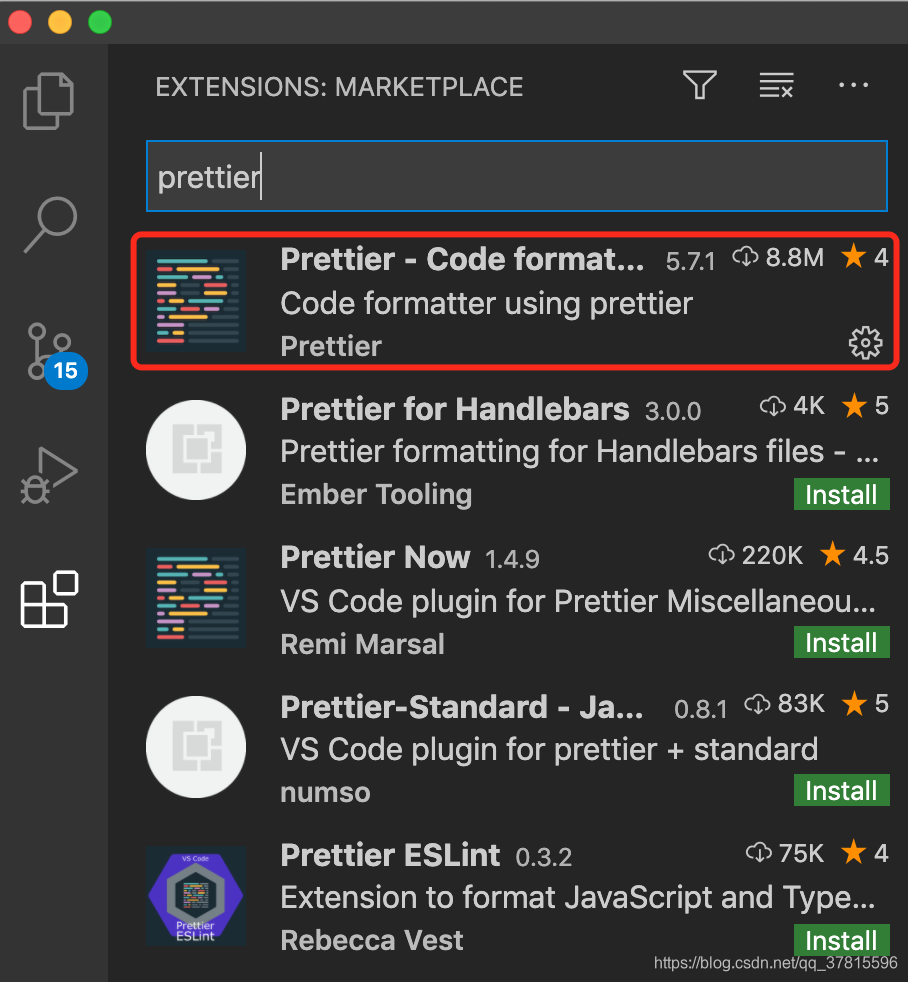 EXTENSIONS: MARKETPLACE
prettier
Prettier - Code format... 5.7.1 8.8M 4
Code formatter using prettier
Prettier
15
Prettier for Handlebars 3.0.0 4K 5
Prettier formatting for Handlebars files - ...
Ember Tooling Install
Prettier Now 1.4.9 220K 4.5
VS Code plugin for Prettier Miscellaneou...
Remi Marsal Install
Prettier-Standard - Ja... 0.8.1 83K 5
VS Code plugin for prettier + standard
numso Install
Prettier ESLint 0.3.2 75K 4
VS Code
Prettier
ESLint
Extension to format JavaScript and Type...
Rebecca Vest Install
https://blog.csdn.net/qq_37815596